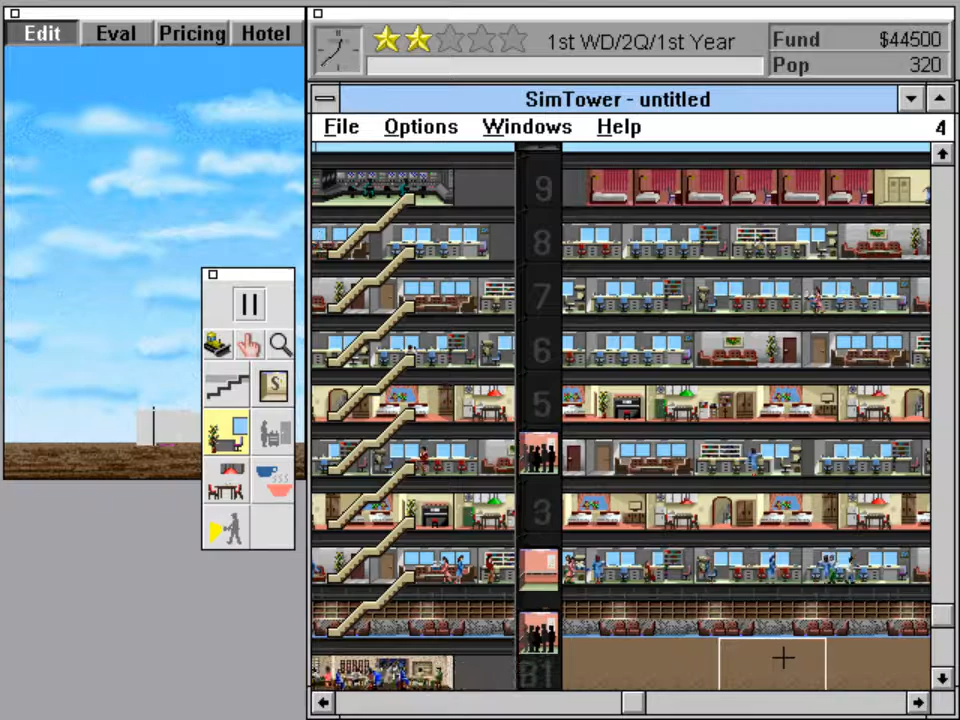 Edit Eval Pricing Hotel
1st WD/2Q/1st Year
Fund $44500
Pop 320
SimTower - untitled
File Options Windows Help 4
9
8
7
6
5
3
B1